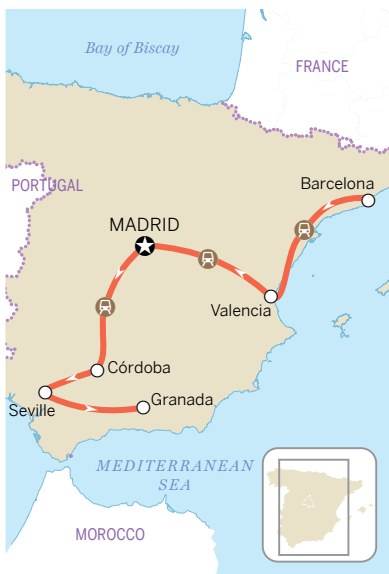 Bay of Biscay
FRANCE
PORTUGAL
Barcelona
MADRID
Valencia
Córdoba
Granada
Seville
MEDITERRANEAN
SEA
MOROCCO